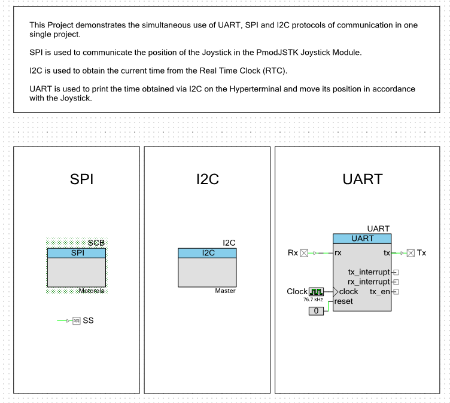 This Project demonstrates the simultaneous use of UART, SPI and I2C protocols of communication in one
single project.
SPI is used to communicate the position of the Joystick in the PmodJSTK Joystick Module.
I2C is used to obtain the current time from the Real Time Clock (RTC).
UART is used to print the time obtained via I2C on the Hyperterminal and move its position in accordance
with the Joystick.
SPI
I2C
UART
SCB
SPI
Motorola
SS
I2C
I2C
Master
UART
UART
Rx
rx
tx
Tx
tx_interrupt
rx_interrupt
Clock
clock
tx_en
76.7 kHz
reset
0